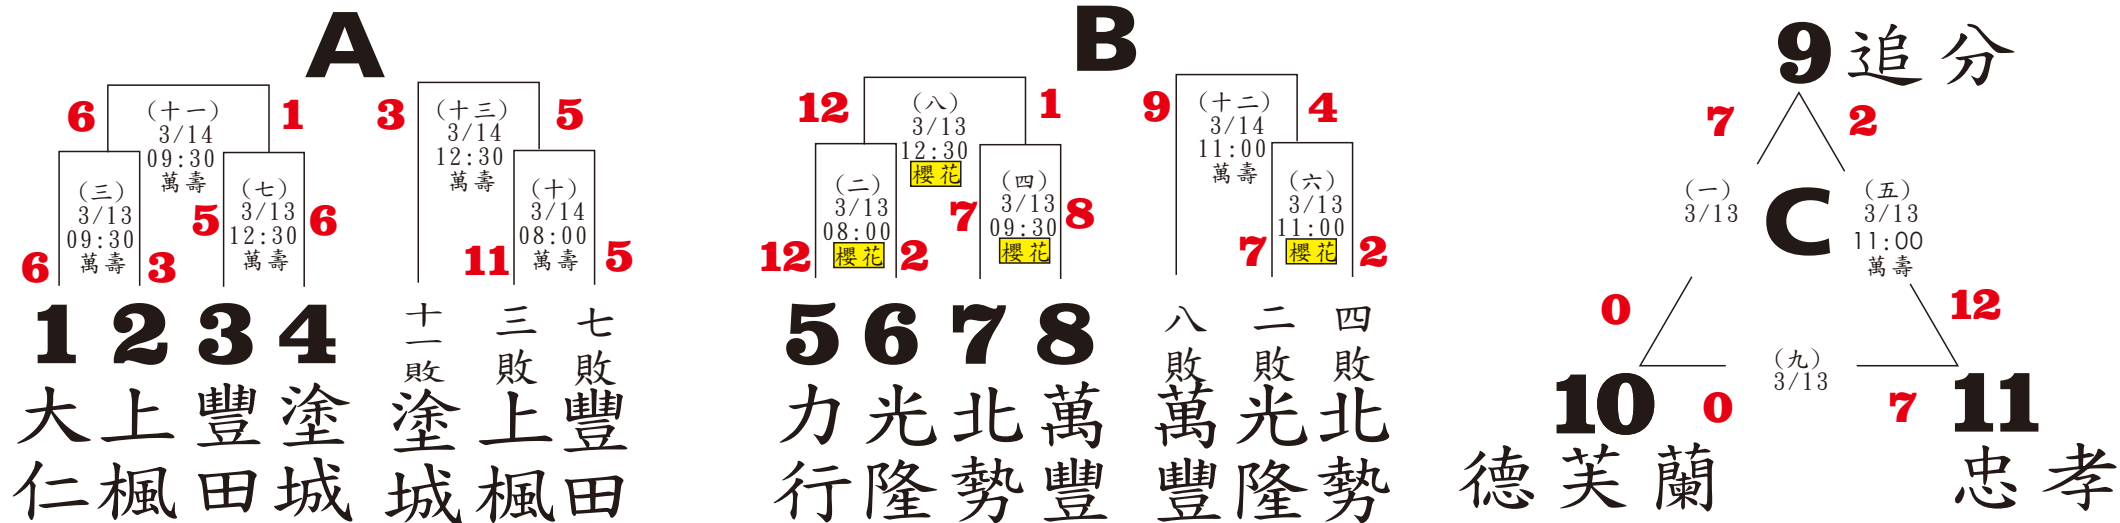 A
6
1
(十一)
3/14
09:30
萬壽
(三)
3/13
09:30
萬壽
(七)
3/13
12:30
萬壽
6
3
5
6
1
2
3
4
大仁
上楓
豐田
塗城
3
5
(十三)
3/14
12:30
萬壽
(十)
3/14
08:00
萬壽
11
5
十一敗
塗城
三敗
上楓
七敗
豐田
B
12
1
(八)
3/13
12:30
櫻花
(二)
3/13
08:00
櫻花
(四)
3/13
09:30
櫻花
12
2
7
8
5
6
7
8
力行
光隆
北勢
萬豐
9
4
(十二)
3/14
11:00
萬壽
(六)
3/13
11:00
櫻花
7
2
八敗
萬豐
二敗
光隆
四敗
北勢
9 追分
7
2
(一)
3/13
C
(五)
3/13
11:00
萬壽
0
12
(九)
3/13
0
7
10
11
德芙蘭
忠孝